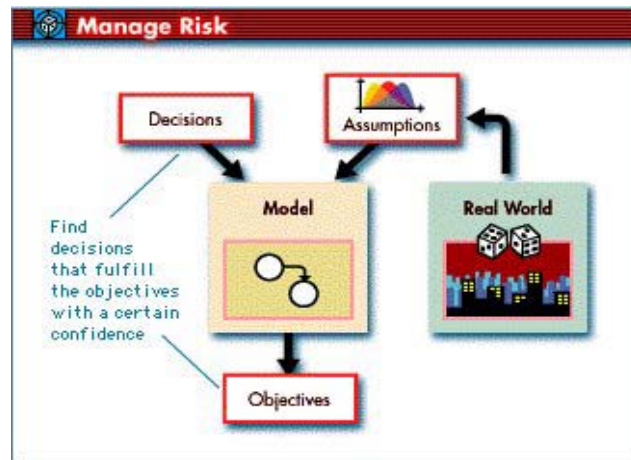 Manage Risk
Decisions
Assumptions
Model
Real World
Find
decisions
that fulfill
the objectives
with a certain
confidence
Objectives